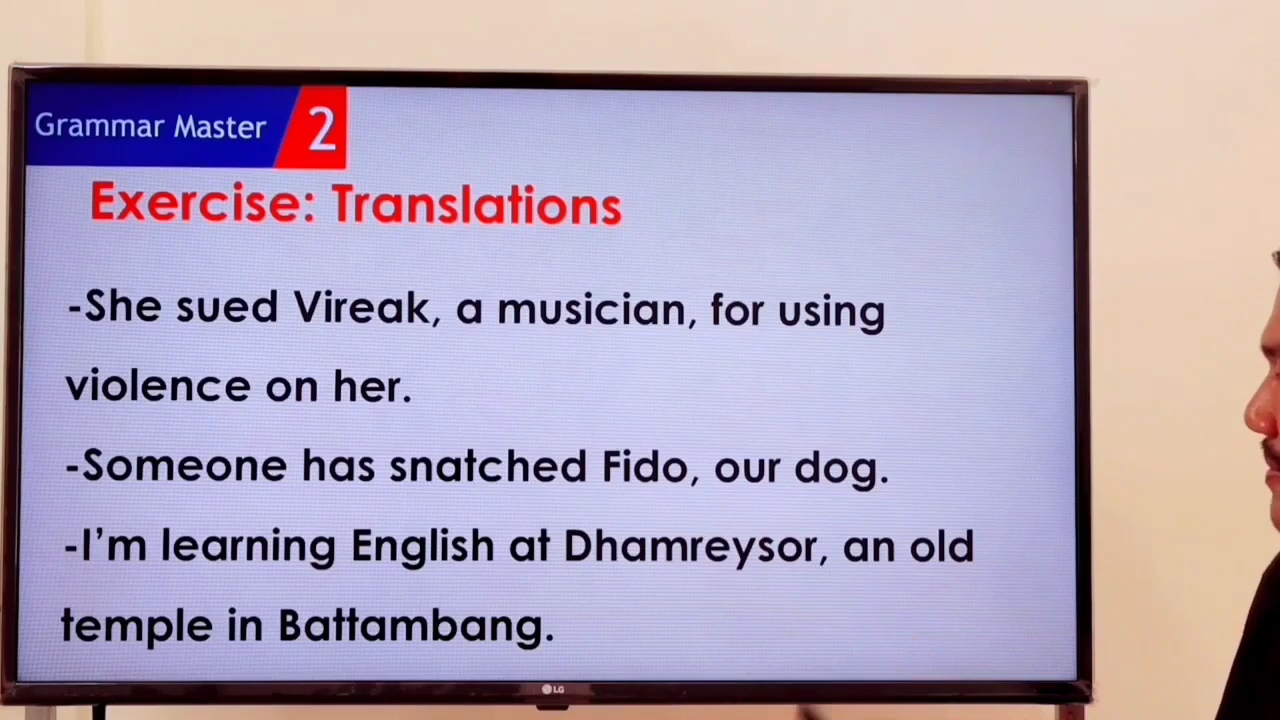 Grammar Master 2
Exercise: Translations
-She sued Vireak, a musician, for using
violence on her.
-Someone has snatched Fido, our dog.
-I'm learning English at Dhamreysor, an old
temple in Battambang.
LG